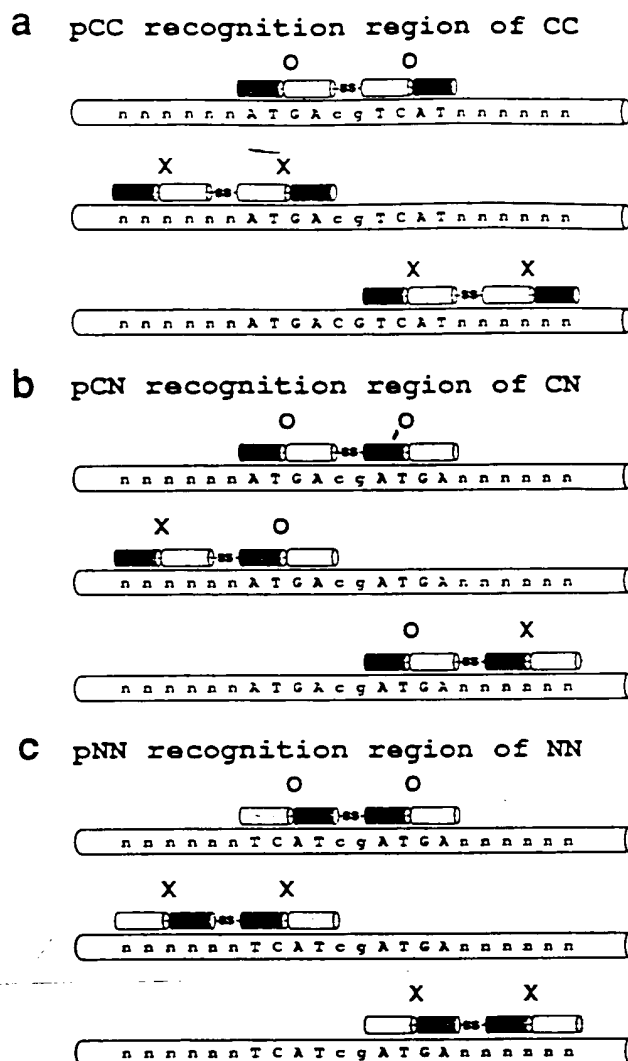 a pCC recognition region of CC
O O
ss
n n n n n n A T G A c g T C A T n n n n n n
X X
ss
n n n n n n A T G A c g T C A T n n n n n n
X X
ss
n n n n n n A T G A C G T C A T n n n n n n
b pCN recognition region of CN
O O
ss
n n n n n n A T G A c g A T G A n n n n n n
X O
ss
n n n n n n A T G A c g A T G A n n n n n n
O X
ss
n n n n n n A T G A c g A T G A n n n n n n
c pNN recognition region of NN
O O
ss
n n n n n n T C A T c g A T G A n n n n n n
X X
ss
n n n n n n T C A T c g A T G A n n n n n n
X X
ss
n n n n n n T C A T c g A T G A n n n n n n